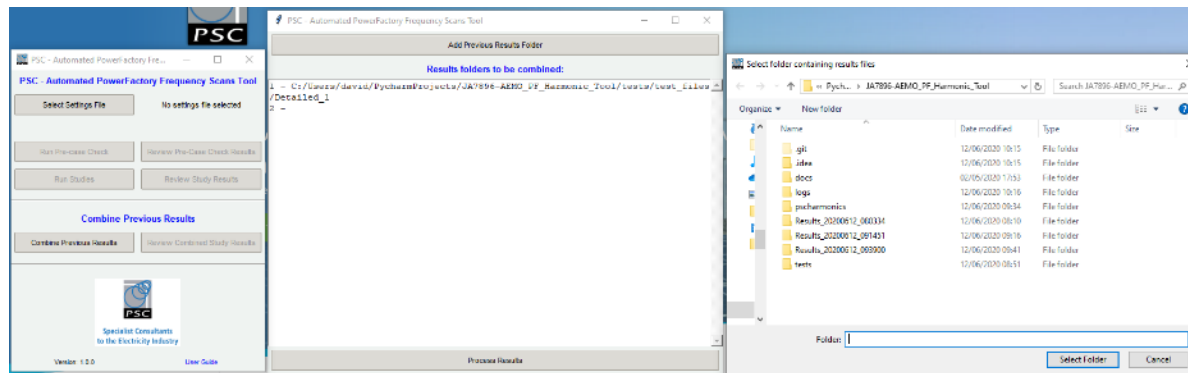 PSC
PSC - Automated PowerFactory Fre...
PSC - Automated PowerFactory Frequency Scans Tool
Select Settings File
No settings file selected
Run Pre-case Check
Review Pre-Case Check Results
Run Studies
Review Study Results
Combine Previous Results
Combine Previous Results
Review Combined Study Results
PSC
Specialist Consultants
to the Electricity Industry
Version 1.0.0
User Guide
PSC - Automated PowerFactory Frequency Scans Tool
Add Previous Results Folder
Results folders to be combined:
1 - C:/Users/david/PycharmProjects/JA7896-AEMO_PF_Harmonic_Tool/tests/test_files
/Detailed_1
2 -
Process Results
Select folder containing results files
« Pych... › JA7896-AEMO_PF_Harmonic_Tool
Search JA7896-AEMO_PF_Har...
Organize
New folder
Name Date modified Type Size
.git 12/06/2020 10:15 File folder
.idea 12/06/2020 10:15 File folder
docs 02/05/2020 17:53 File folder
logs 12/06/2020 10:16 File folder
pscharmonics 12/06/2020 09:34 File folder
Results_20200612_080334 12/06/2020 08:10 File folder
Results_20200612_091451 12/06/2020 09:16 File folder
Results_20200612_093900 12/06/2020 09:41 File folder
tests 12/06/2020 08:51 File folder
Folder:
Select Folder
Cancel